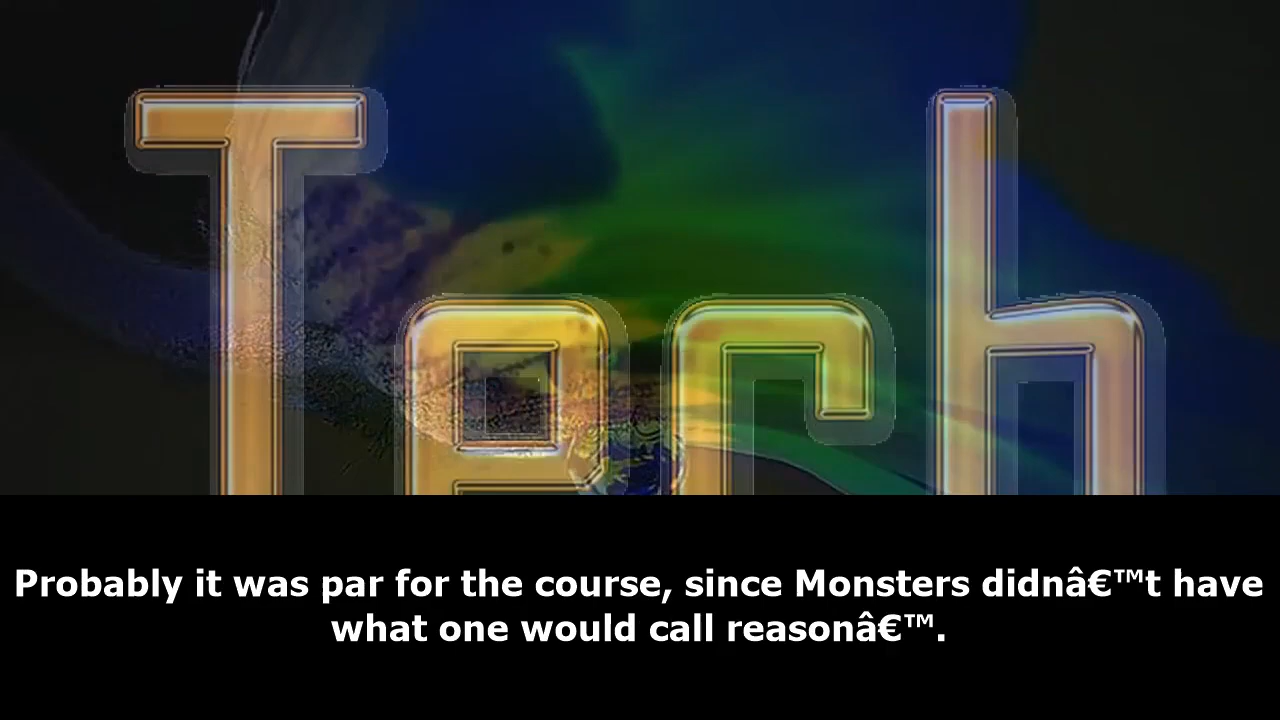 Tech
Probably it was par for the course, since Monsters didnâ€™t have
what one would call reasonâ€™.